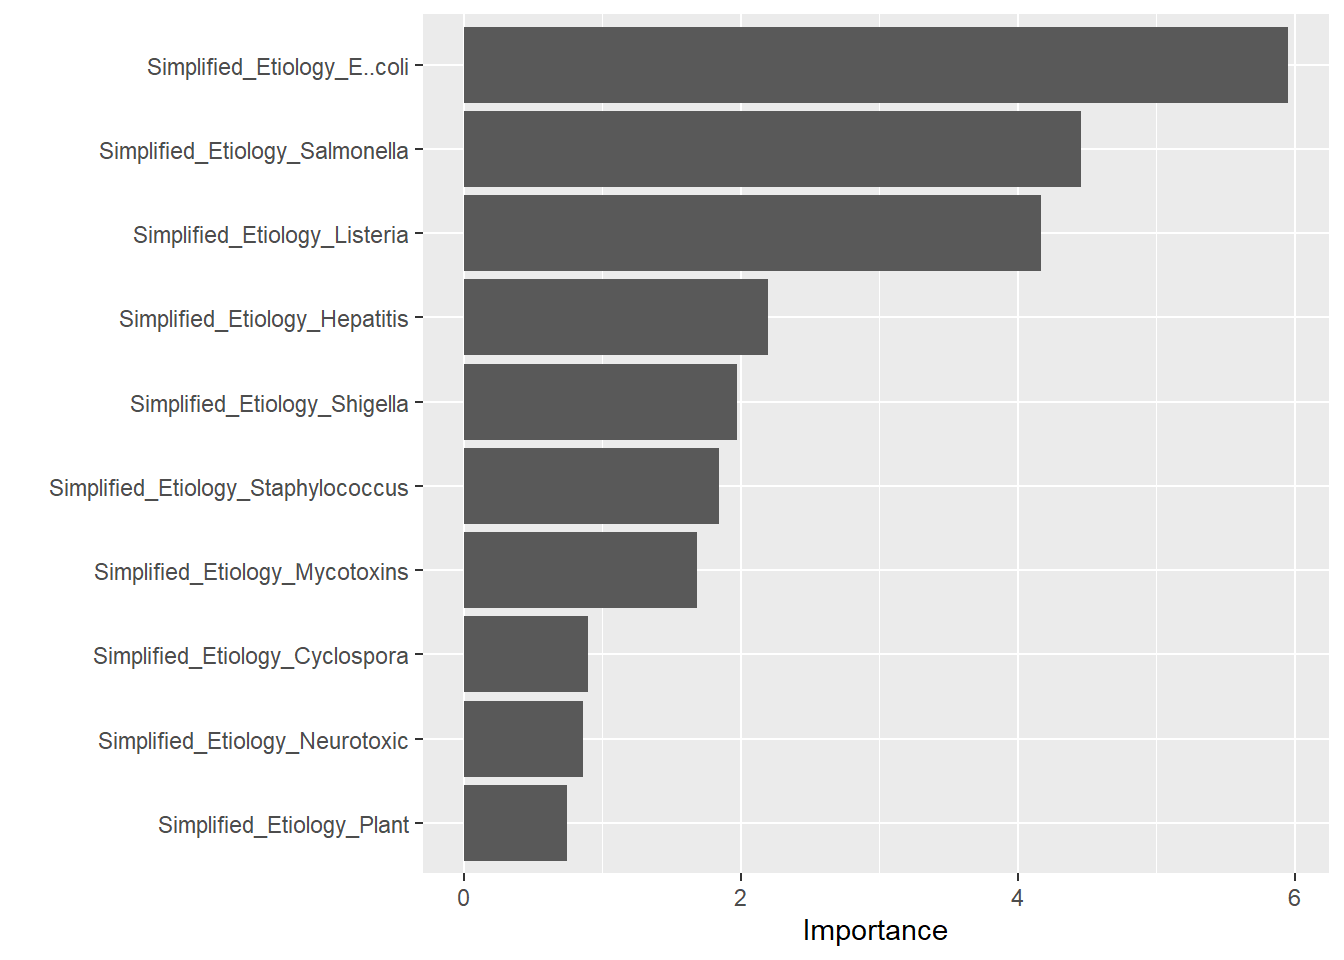 Simplified_Etiology_E..coli
Simplified_Etiology_Salmonella
Simplified_Etiology_Listeria
Simplified_Etiology_Hepatitis
Simplified_Etiology_Shigella
Simplified_Etiology_Staphylococcus
Simplified_Etiology_Mycotoxins
Simplified_Etiology_Cyclospora
Simplified_Etiology_Neurotoxic
Simplified_Etiology_Plant
0 2 4 6
Importance